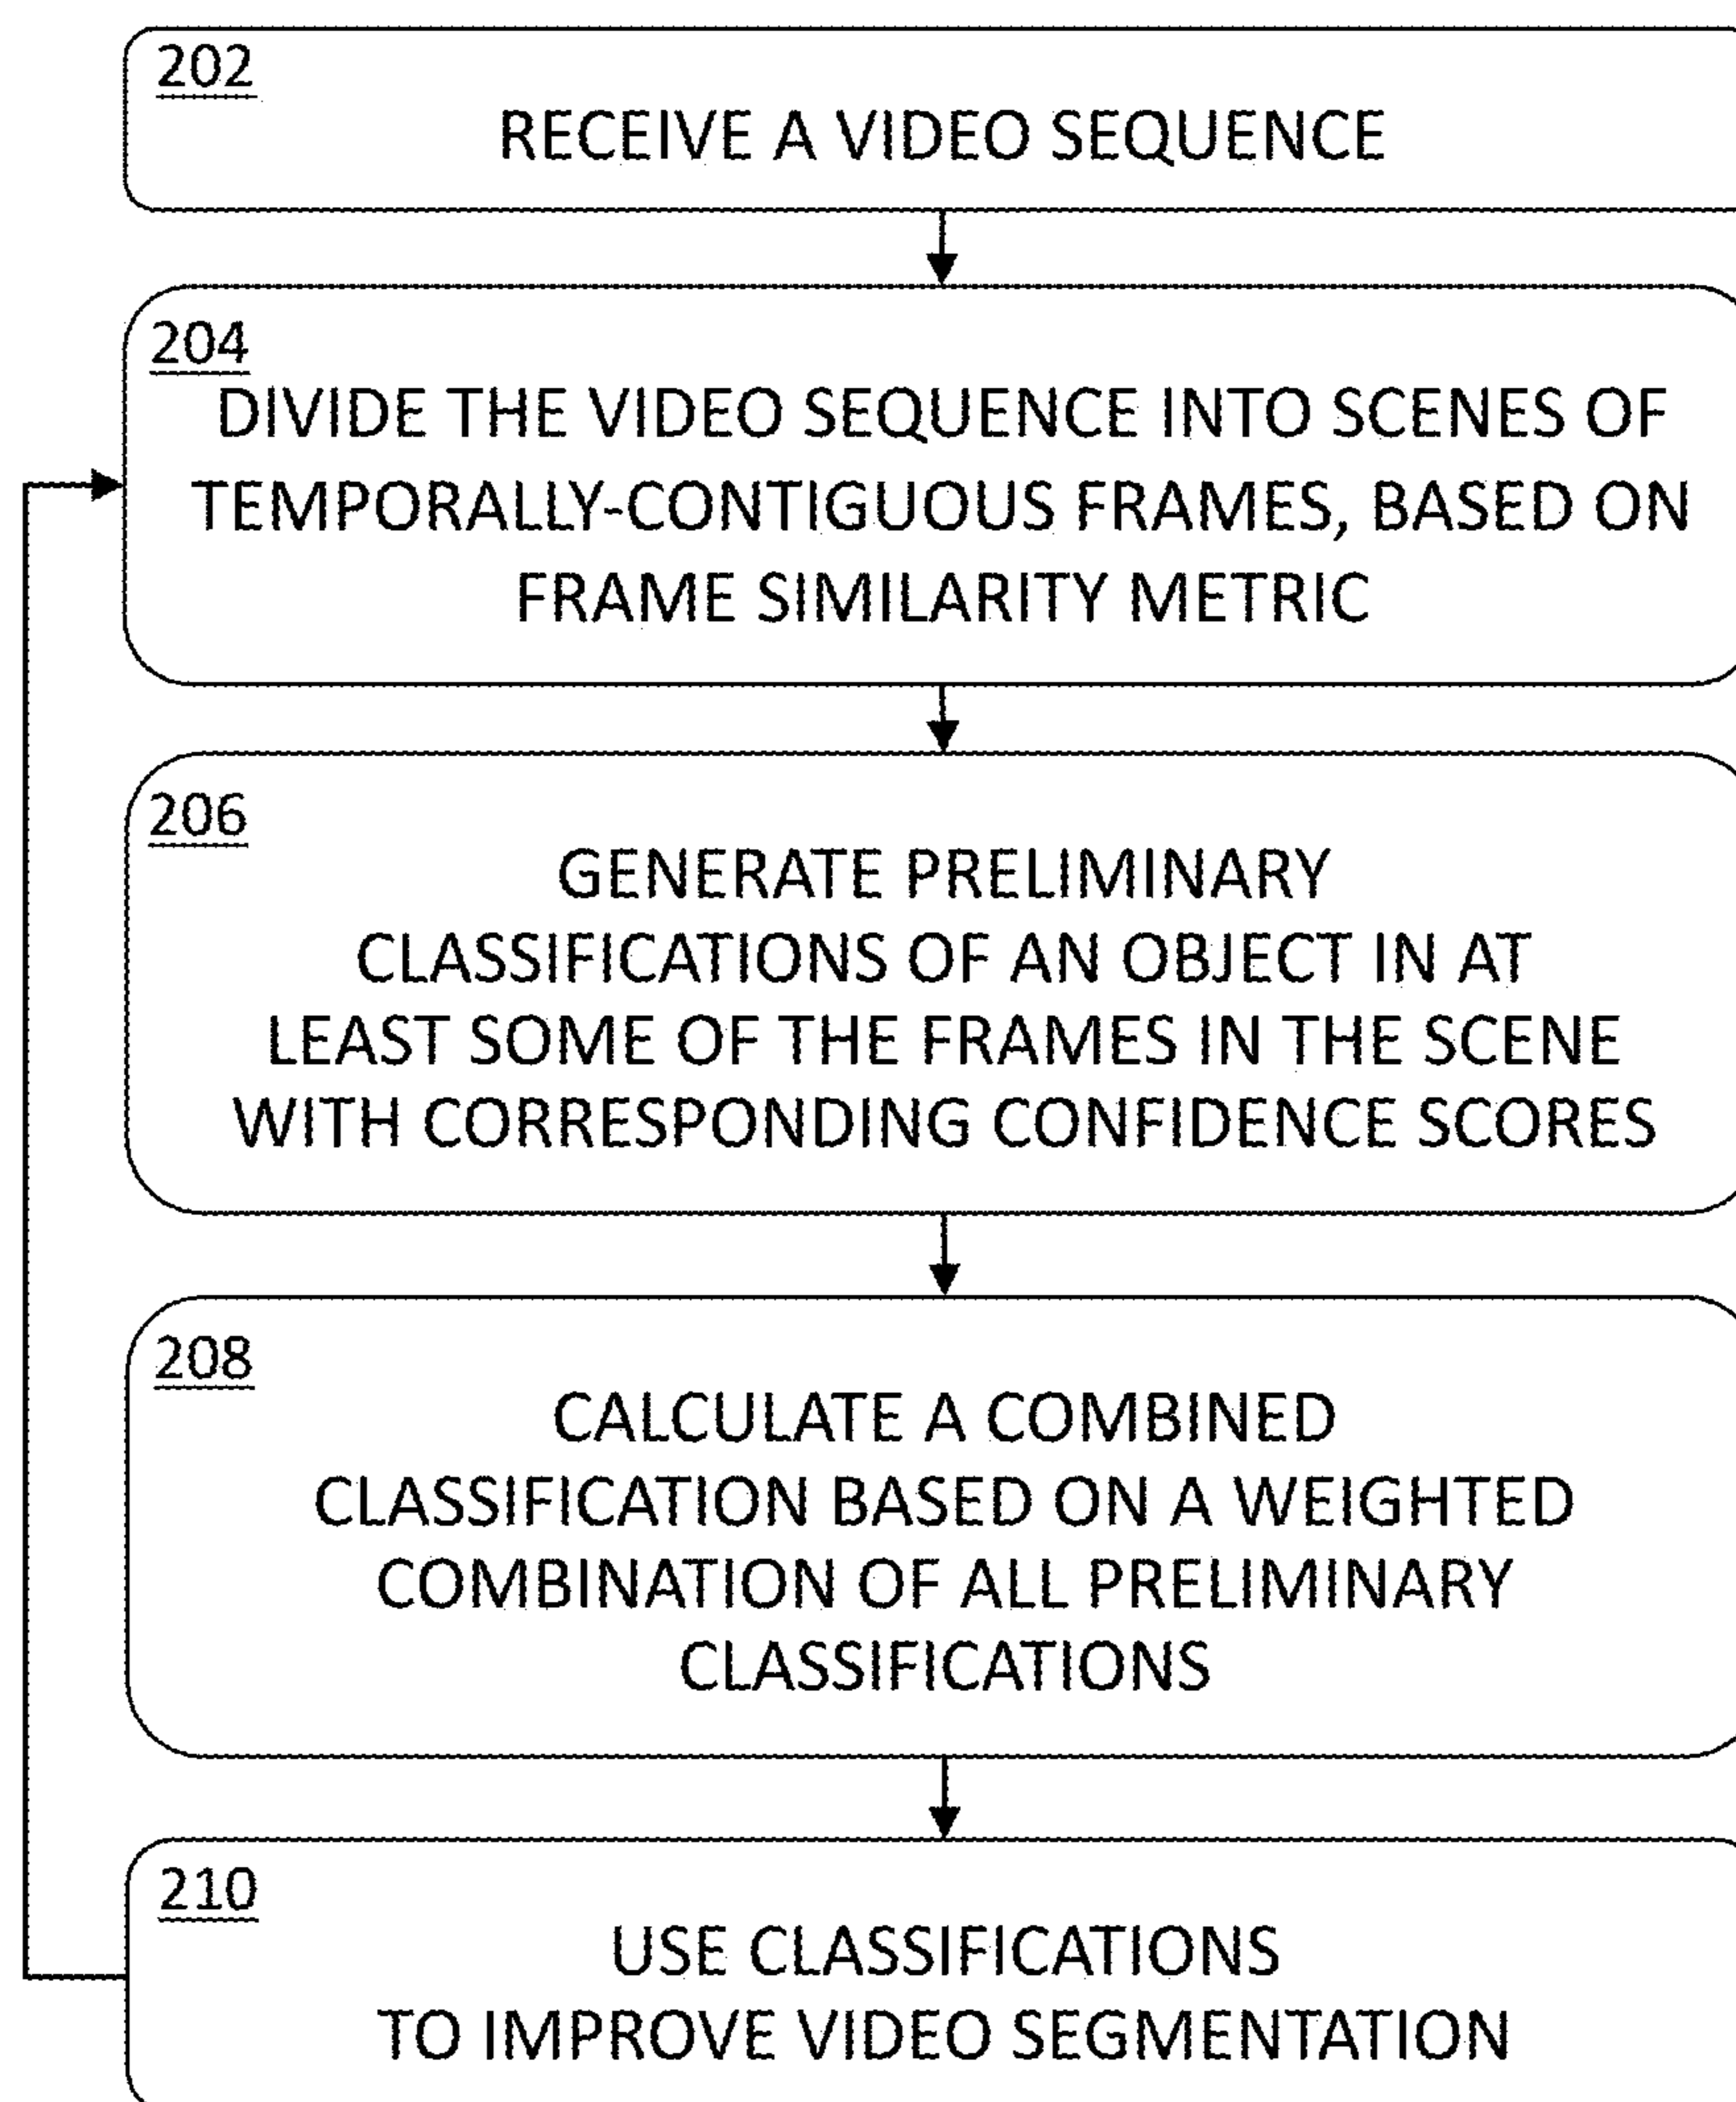 202
RECEIVE A VIDEO SEQUENCE
204
DIVIDE THE VIDEO SEQUENCE INTO SCENES OF
TEMPORALLY-CONTIGUOUS FRAMES, BASED ON
FRAME SIMILARITY METRIC
206
GENERATE PRELIMINARY
CLASSIFICATIONS OF AN OBJECT IN AT
LEAST SOME OF THE FRAMES IN THE SCENE
WITH CORRESPONDING CONFIDENCE SCORES
208
CALCULATE A COMBINED
CLASSIFICATION BASED ON A WEIGHTED
COMBINATION OF ALL PRELIMINARY
CLASSIFICATIONS
210
USE CLASSIFICATIONS
TO IMPROVE VIDEO SEGMENTATION